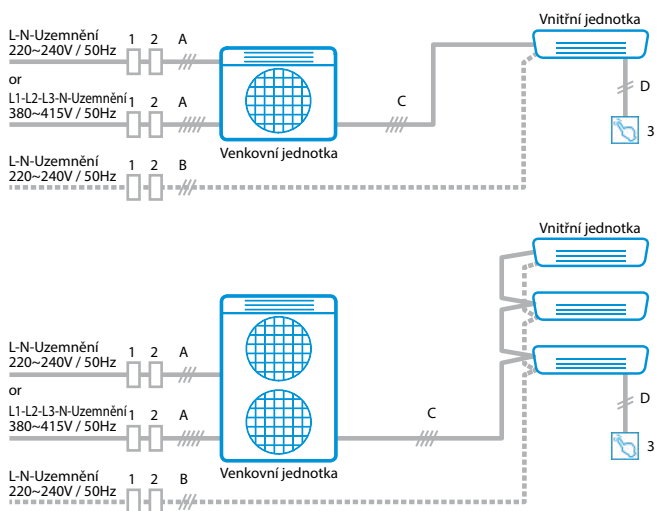 Vnitřní jednotka
L-N-Uzemnění 1 2 A
220~240V / 50Hz
or
L1-L2-L3-N-Uzemnění 1 2 A
380~415V / 50Hz
C
D
3
Venkovní jednotka
L-N-Uzemnění 1 2 B
220~240V / 50Hz
Vnitřní jednotka
L-N-Uzemnění 1 2 A
220~240V / 50Hz
or
L1-L2-L3-N-Uzemnění 1 2 A
380~415V / 50Hz
C
D
3
Venkovní jednotka
L-N-Uzemnění 1 2 B
220~240V / 50Hz